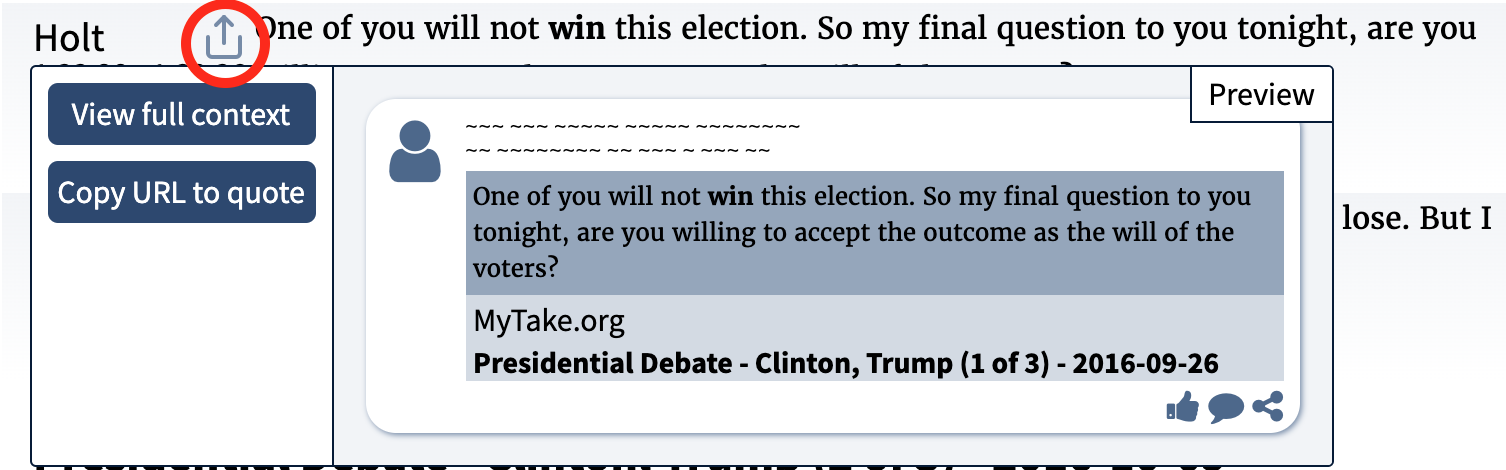 Holt
One of you will not win this election. So my final question to you tonight, are you
Preview
View full context
Copy URL to quote
~~~ ~~~ ~~~~~ ~~~~~ ~~~~~~~~
~~ ~~~~~~~~ ~~ ~~~ ~ ~~~ ~~
One of you will not win this election. So my final question to you
tonight, are you willing to accept the outcome as the will of the
voters?
lose. But I
MyTake.org
Presidential Debate - Clinton, Trump (1 of 3) - 2016-09-26